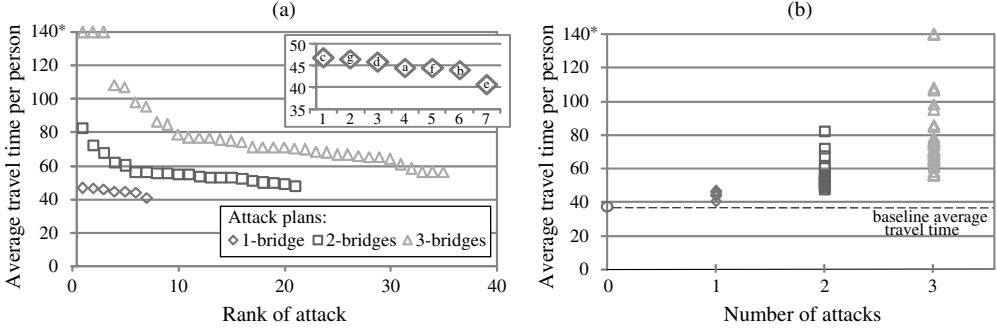 (a)
Average travel time per person
140*
120
100
80
60
40
20
0
0 10 20 30 40
Rank of attack
50
45
40
35
c g d a f b e
1 2 3 4 5 6 7
Attack plans:
1-bridge 2-bridges 3-bridges
(b)
Average travel time per person
140*
120
100
80
60
40
20
0
baseline average
travel time
0 1 2 3
Number of attacks